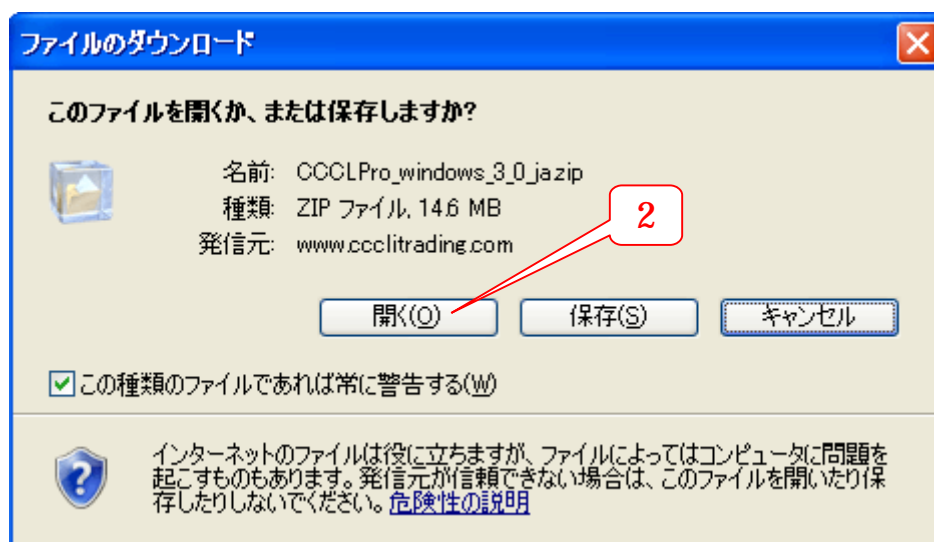 ファイルのダウンロード
このファイルを開くか、または保存しますか?
名前: CCCLPro_windows_3_0_ja.zip
種類: ZIP ファイル, 14.6 MB
発信元: www.ccclitrading.com
2
開く(O) 保存(S) キャンセル
この種類のファイルであれば常に警告する(W)
インターネットのファイルは役に立ちますが、ファイルによってはコンピュータに問題を
起こすものもあります。発信元が信頼できない場合は、このファイルを開いたり保
存したりしないでください。危険性の説明